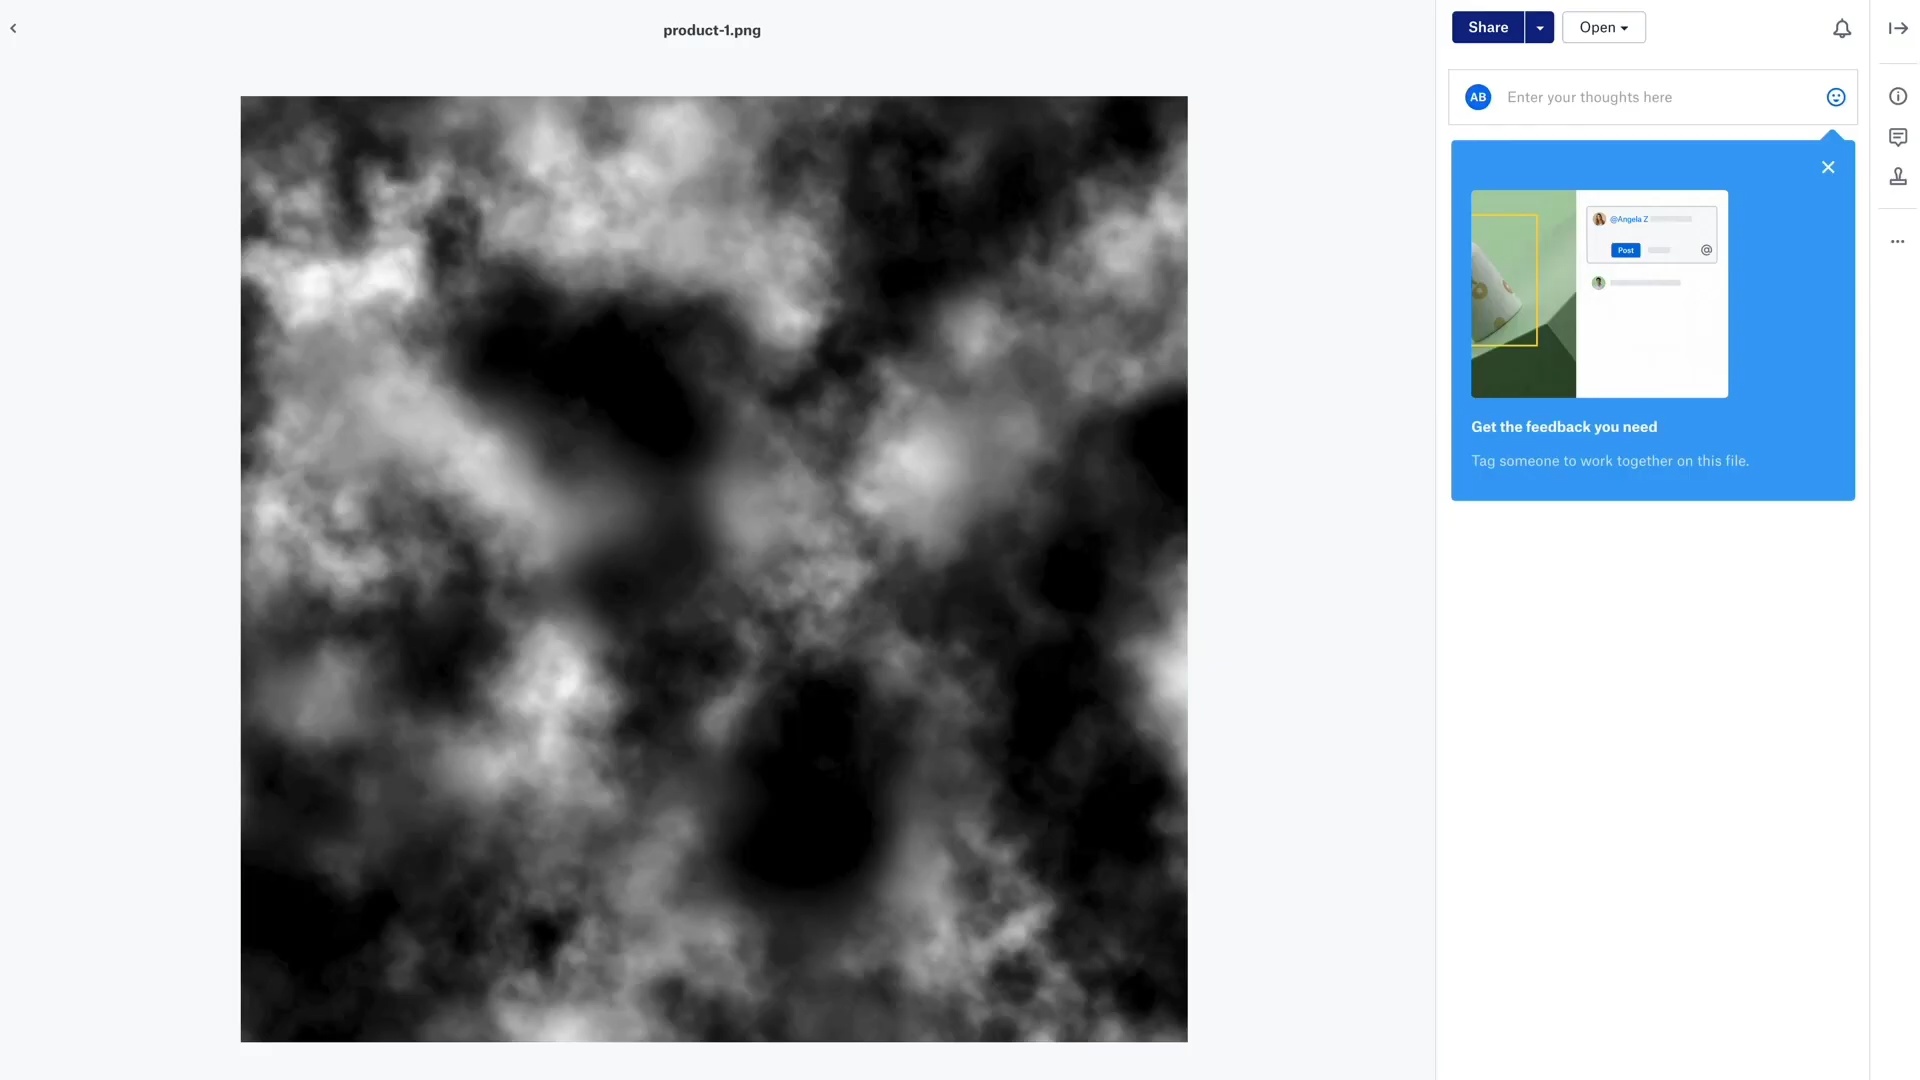 product-1.png
Share
Open
AB
Enter your thoughts here
@Angela Z
Post
@
Get the feedback you need
Tag someone to work together on this file.